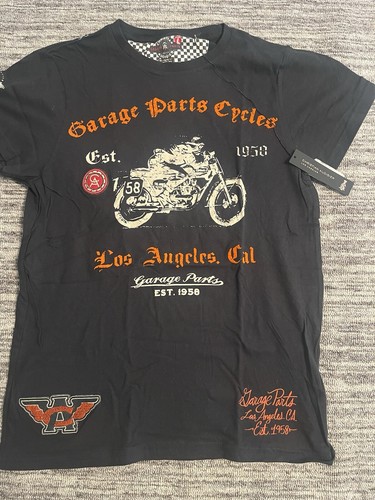 Garage Parts Cycles
Est. 1958
58
Los Angeles. Cal
Garage Parts
EST. 1958
Garage Parts
Los Angeles, CA
Est. 1958